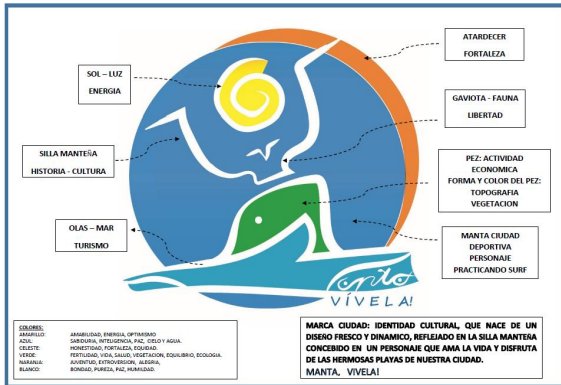 ATARDECER
FORTALEZA
SOL – LUZ
ENERGIA
GAVIOTA - FAUNA
LIBERTAD
SILLA MANTEÑA
HISTORIA - CULTURA
PEZ: ACTIVIDAD
ECONOMICA
FORMA Y COLOR DEL PEZ:
TOPOGRAFIA
VEGETACION
OLAS – MAR
TURISMO
MANTA CIUDAD
DEPORTIVA
PERSONAJE
PRACTICANDO SURF
manta
VÍVELA!
COLORES:
AMARILLO: AMABILIDAD, ENERGIA, OPTIMISMO
AZUL: SABIDURIA, INTELIGENCIA, PAZ, CIELO Y AGUA.
CELESTE: HONESTIDAD, FORTALEZA, EQUIDAD.
VERDE: FERTILIDAD, VIDA, SALUD, VEGETACION, EQUILIBRIO, ECOLOGIA.
NARANJA: JUVENTUD, EXTROVERSION, ALEGRIA,
BLANCO: BONDAD, PUREZA, PAZ, HUMILDAD.
MARCA CIUDAD: IDENTIDAD CULTURAL, QUE NACE DE UN
DISEÑO FRESCO Y DINAMICO, REFLEJADO EN LA SILLA MANTEÑA
CONCEBIDO EN UN PERSONAJE QUE AMA LA VIDA Y DISFRUTA
DE LAS HERMOSAS PLAYAS DE NUESTRA CIUDAD.
MANTA, VIVELA!